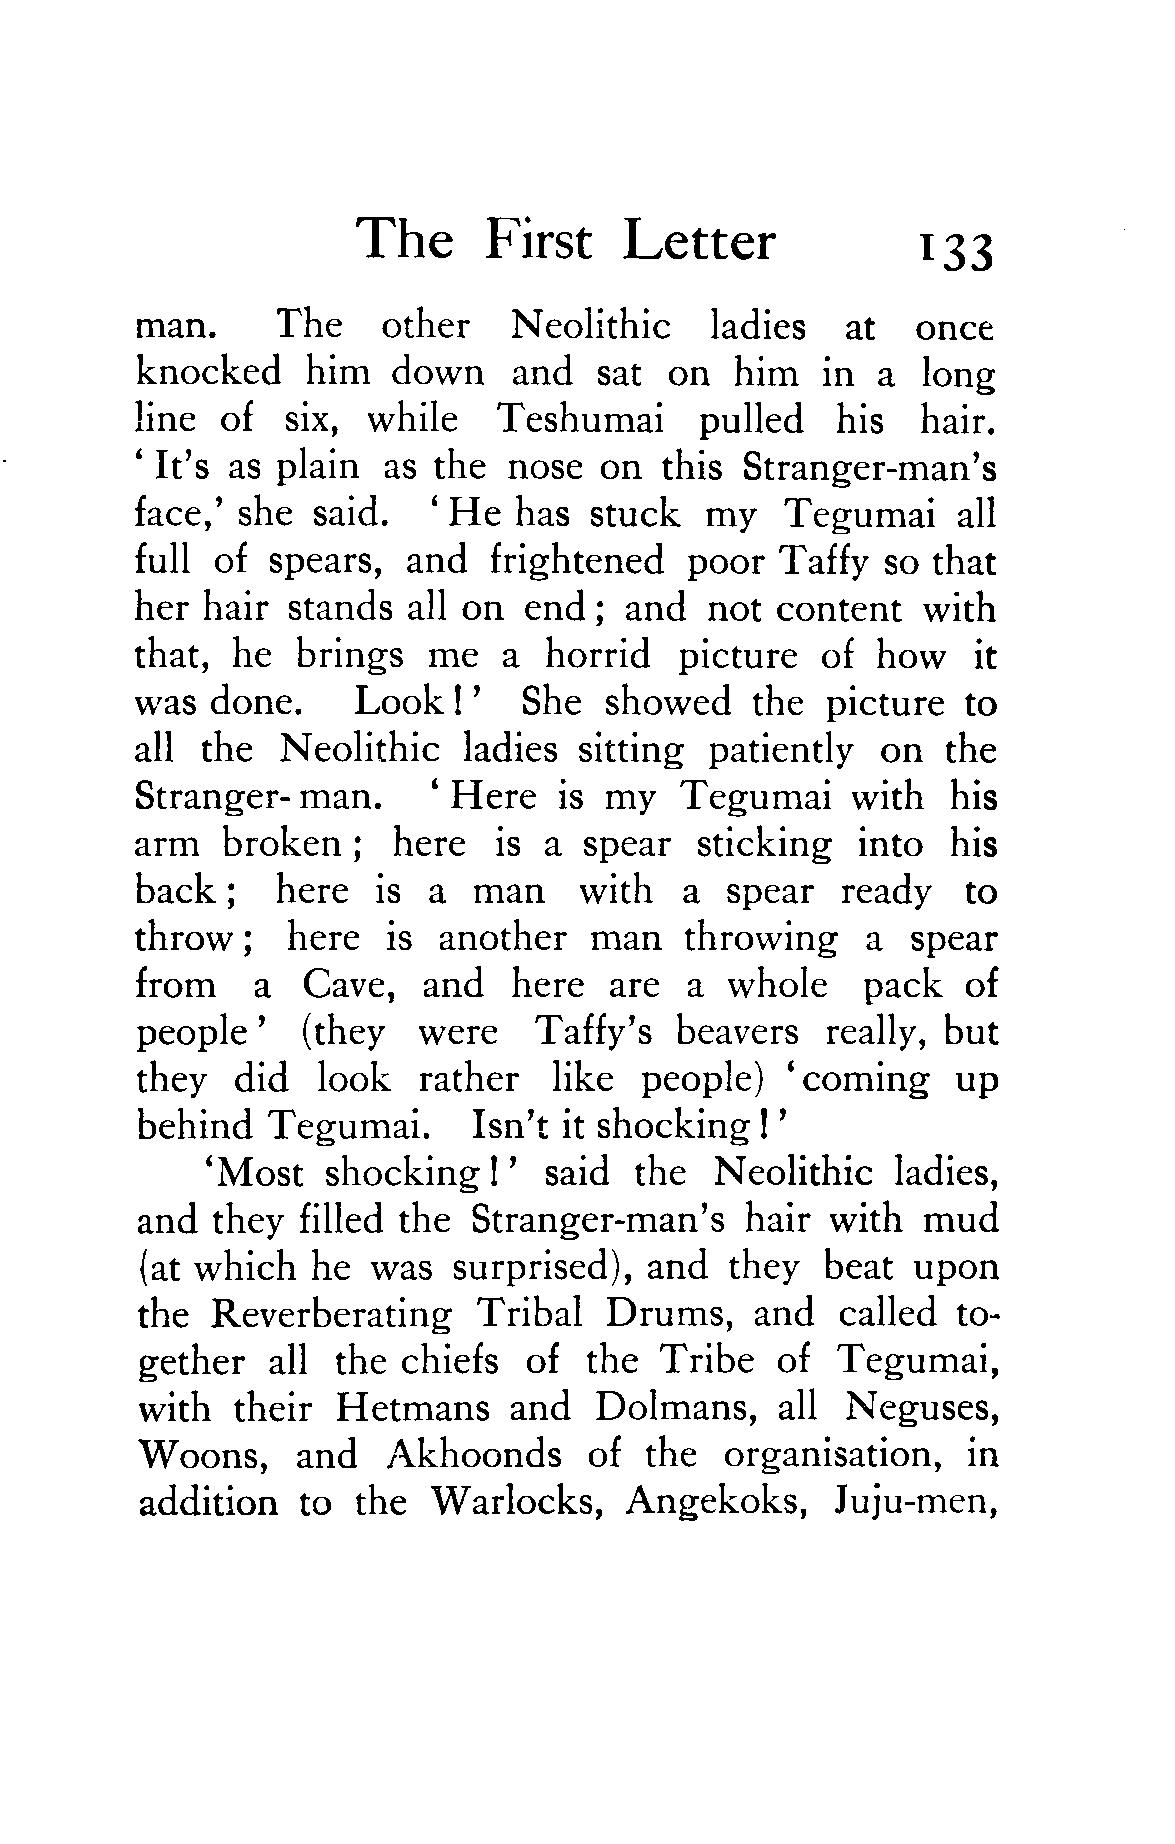 The First Letter 133
man. The other Neolithic ladies at once
knocked him down and sat on him in a long
line of six, while Teshumai pulled his hair.
‘ It’s as plain as the nose on this Stranger-man’s
face,’ she said. ‘ He has stuck my Tegumai all
full of spears, and frightened poor Taffy so that
her hair stands all on end ; and not content with
that, he brings me a horrid picture of how it
was done. Look ! ’ She showed the picture to
all the Neolithic ladies sitting patiently on the
Stranger- man. ‘ Here is my Tegumai with his
arm broken ; here is a spear sticking into his
back ; here is a man with a spear ready to
throw ; here is another man throwing a spear
from a Cave, and here are a whole pack of
people ’ (they were Taffy’s beavers really, but
they did look rather like people) ‘coming up
behind Tegumai. Isn’t it shocking ! ’
‘Most shocking ! ’ said the Neolithic ladies,
and they filled the Stranger-man’s hair with mud
(at which he was surprised), and they beat upon
the Reverberating Tribal Drums, and called to-
gether all the chiefs of the Tribe of Tegumai,
with their Hetmans and Dolmans, all Neguses,
Woons, and Akhoonds of the organisation, in
addition to the Warlocks, Angekoks, Juju-men,